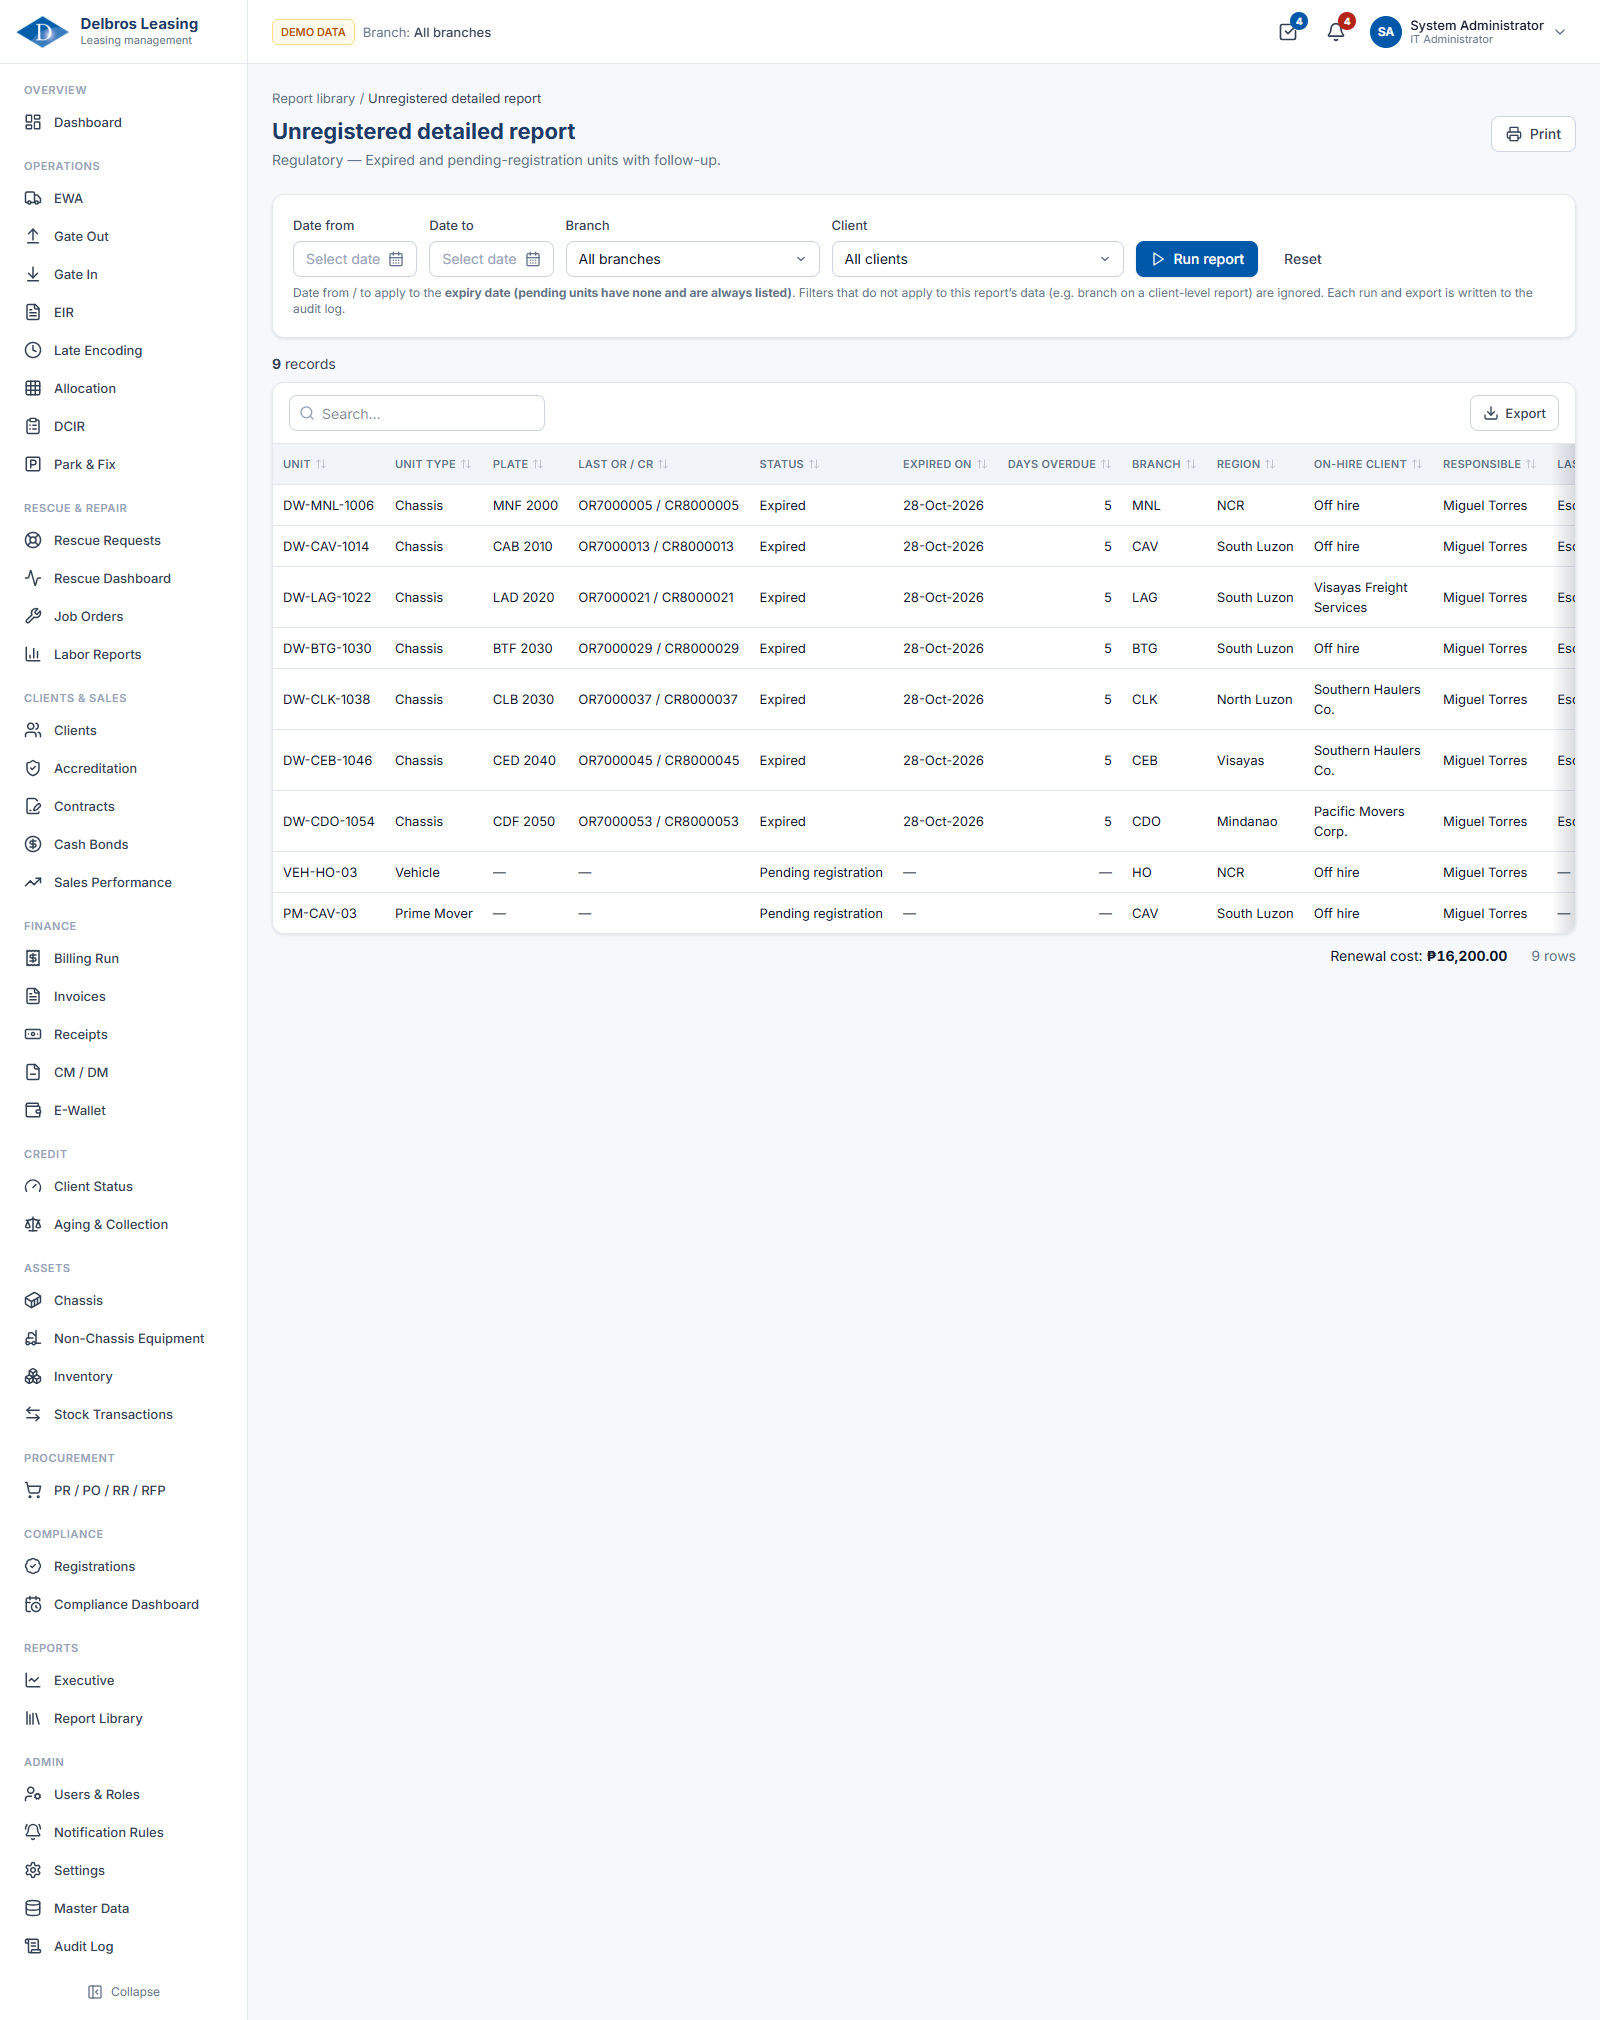 Delbros Leasing
Leasing management
DEMO DATA
Branch: All branches
4
4
SA
System Administrator
IT Administrator
OVERVIEW
Dashboard
OPERATIONS
EWA
Gate Out
Gate In
EIR
Late Encoding
Allocation
DCIR
Park & Fix
RESCUE & REPAIR
Rescue Requests
Rescue Dashboard
Job Orders
Labor Reports
CLIENTS & SALES
Clients
Accreditation
Contracts
Cash Bonds
Sales Performance
FINANCE
Billing Run
Invoices
Receipts
CM / DM
E-Wallet
CREDIT
Client Status
Aging & Collection
ASSETS
Chassis
Non-Chassis Equipment
Inventory
Stock Transactions
PROCUREMENT
PR / PO / RR / RFP
COMPLIANCE
Registrations
Compliance Dashboard
REPORTS
Executive
Report Library
ADMIN
Users & Roles
Notification Rules
Settings
Master Data
Audit Log
Collapse
Report library / Unregistered detailed report
Unregistered detailed report
Print
Regulatory — Expired and pending-registration units with follow-up.
Date from Date to Branch Client
Select date Select date All branches All clients Run report Reset
Date from / to apply to the expiry date (pending units have none and are always listed). Filters that do not apply to this report's data (e.g. branch on a client-level report) are ignored. Each run and export is written to the
audit log.
9 records
Search... Export
UNIT UNIT TYPE PLATE LAST OR / CR STATUS EXPIRED ON DAYS OVERDUE BRANCH REGION ON-HIRE CLIENT RESPONSIBLE
DW-MNL-1006 Chassis MNF 2000 OR7000005 / CR8000005 Expired 28-Oct-2026 5 MNL NCR Off hire Miguel Torres
DW-CAV-1014 Chassis CAB 2010 OR7000013 / CR8000013 Expired 28-Oct-2026 5 CAV South Luzon Off hire Miguel Torres
DW-LAG-1022 Chassis LAD 2020 OR7000021 / CR8000021 Expired 28-Oct-2026 5 LAG South Luzon Visayas Freight Services Miguel Torres
DW-BTG-1030 Chassis BTF 2030 OR7000029 / CR8000029 Expired 28-Oct-2026 5 BTG South Luzon Off hire Miguel Torres
DW-CLK-1038 Chassis CLB 2030 OR7000037 / CR8000037 Expired 28-Oct-2026 5 CLK North Luzon Southern Haulers Co. Miguel Torres
DW-CEB-1046 Chassis CED 2040 OR7000045 / CR8000045 Expired 28-Oct-2026 5 CEB Visayas Southern Haulers Co. Miguel Torres
DW-CDO-1054 Chassis CDF 2050 OR7000053 / CR8000053 Expired 28-Oct-2026 5 CDO Mindanao Pacific Movers Corp. Miguel Torres
VEH-HO-03 Vehicle — — Pending registration — — HO NCR Off hire Miguel Torres —
PM-CAV-03 Prime Mover — — Pending registration — — CAV South Luzon Off hire Miguel Torres —
Renewal cost: ₱16,200.00 9 rows